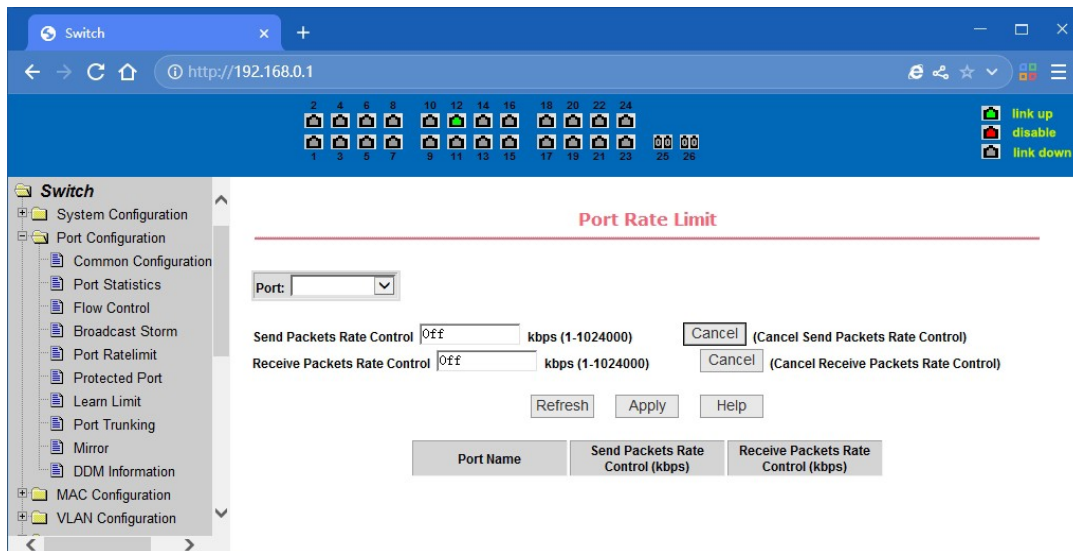 Switch
http://192.168.0.1
2 4 6 8 10 12 14 16 18 20 22 24
1 3 5 7 9 11 13 15 17 19 21 23 25 26
link up
disable
link down
Switch
System Configuration
Port Configuration
Common Configuration
Port Statistics
Flow Control
Broadcast Storm
Port Ratelimit
Protected Port
Learn Limit
Port Trunking
Mirror
DDM Information
MAC Configuration
VLAN Configuration
Port Rate Limit
Port:
Send Packets Rate Control Off kbps (1-1024000) Cancel (Cancel Send Packets Rate Control)
Receive Packets Rate Control Off kbps (1-1024000) Cancel (Cancel Receive Packets Rate Control)
Refresh Apply Help
Port Name Send Packets Rate Control (kbps) Receive Packets Rate Control (kbps)